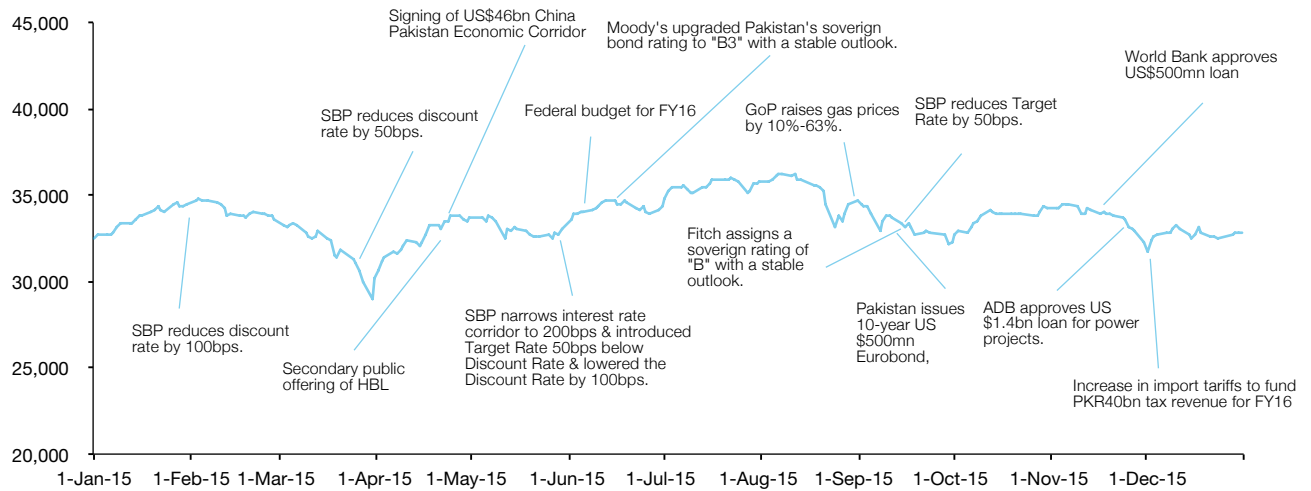 45,000
40,000
35,000
30,000
25,000
20,000
Signing of US$46bn China
Pakistan Economic Corridor
Moody's upgraded Pakistan's soverign
bond rating to "B3" with a stable outlook.
World Bank approves
US$500mn loan
SBP reduces discount
rate by 50bps.
Federal budget for FY16
GoP raises gas prices
by 10%-63%.
SBP reduces Target
Rate by 50bps.
Fitch assigns a
soverign rating of
"B" with a stable
outlook.
SBP reduces discount
rate by 100bps.
Secondary public
offering of HBL
SBP narrows interest rate
corridor to 200bps & introduced
Target Rate 50bps below
Discount Rate & lowered the
Discount Rate by 100bps.
Pakistan issues
10-year US
$500mn
Eurobond,
ADB approves US
$1.4bn loan for power
projects.
Increase in import tariffs to fund
PKR40bn tax revenue for FY16
1-Jan-15
1-Feb-15
1-Mar-15
1-Apr-15
1-May-15
1-Jun-15
1-Jul-15
1-Aug-15
1-Sep-15
1-Oct-15
1-Nov-15
1-Dec-15